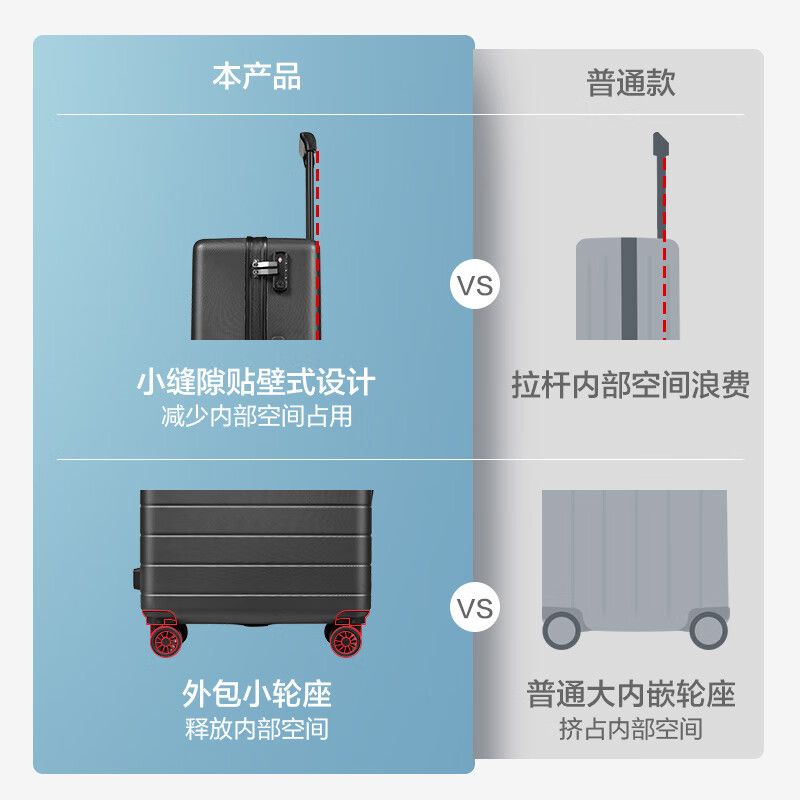 本产品
普通款
VS
小缝隙贴壁式设计
减少内部空间占用
拉杆内部空间浪费
VS
外包小轮座
释放内部空间
普通大内嵌轮座
挤占内部空间